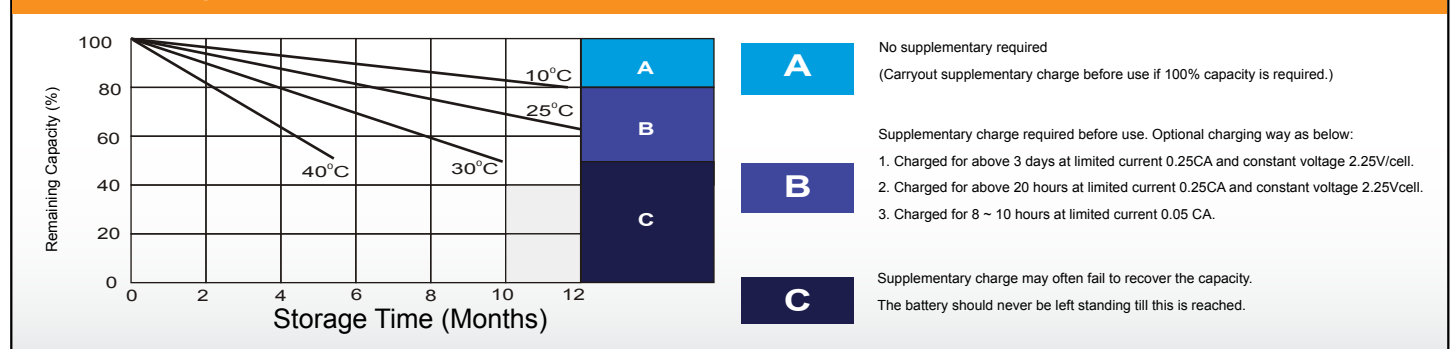 Remaining Capacity (%)
100
80
60
40
20
0
0 2 4 6 8 10 12
Storage Time (Months)
10°C
25°C
30°C
40°C
A
B
C
A
No supplementary required
(Carryout supplementary charge before use if 100% capacity is required.)
B
Supplementary charge required before use. Optional charging way as below:
1. Charged for above 3 days at limited current 0.25CA and constant voltage 2.25V/cell.
2. Charged for above 20 hours at limited current 0.25CA and constant voltage 2.25Vcell.
3. Charged for 8 ~ 10 hours at limited current 0.05 CA.
C
Supplementary charge may often fail to recover the capacity.
The battery should never be left standing till this is reached.